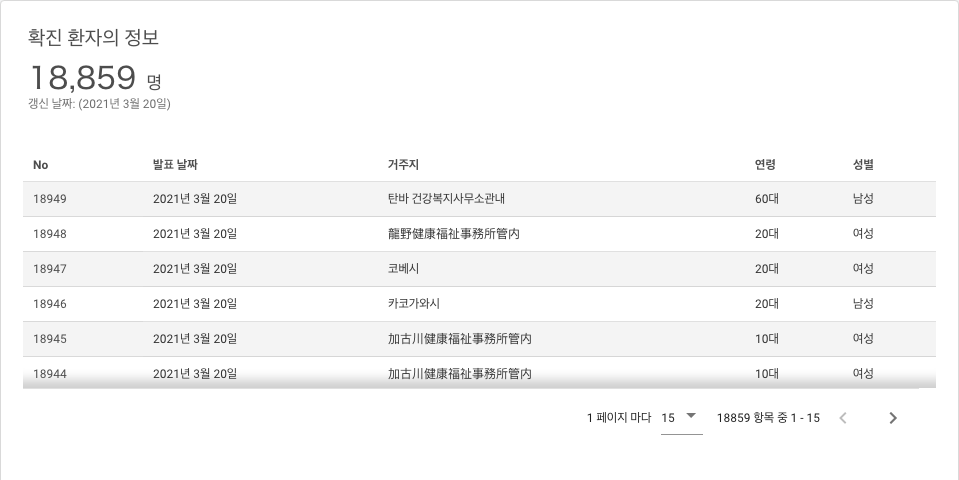 확진 환자의 정보
18,859 명
갱신 날짜: (2021년 3월 20일)
No 발표 날짜 거주지 연령 성별
18949 2021년 3월 20일 탄바 건강복지사무소관내 60대 남성
18948 2021년 3월 20일 龍野健康福祉事務所管内 20대 여성
18947 2021년 3월 20일 코베시 20대 여성
18946 2021년 3월 20일 카코가와시 20대 남성
18945 2021년 3월 20일 加古川健康福祉事務所管内 10대 여성
18944 2021년 3월 20일 加古川健康福祉事務所管内 10대 여성
1 페이지 마다 15 18859 항목 중 1 - 15